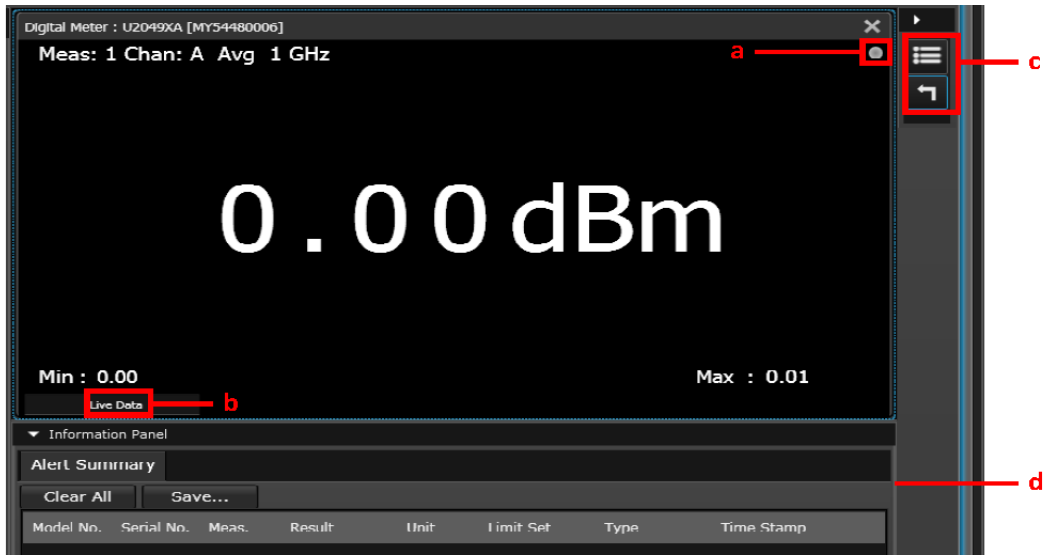 Digital Meter : U2049XA [MY54480006]
Meas: 1 Chan: A Avg 1 GHz
a
c
0.00dBm
Min : 0.00
Max : 0.01
Live Data
b
Information Panel
Alert Summary
d
Clear All Save...
Model No. Serial No. Meas. Result Unit Limit Set Type Time Stamp